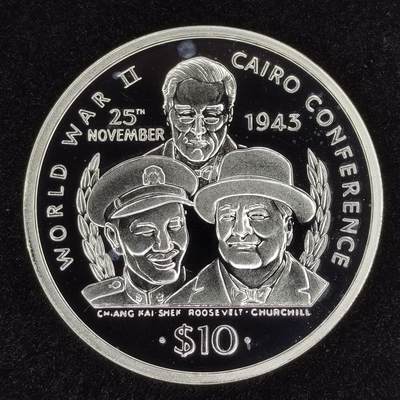 WORLD WAR II
CAIRO CONFERENCE
25TH
NOVEMBER
1943
CHIANG KAI SHEK ROOSEVELT · CHURCHILL
· $10 ·